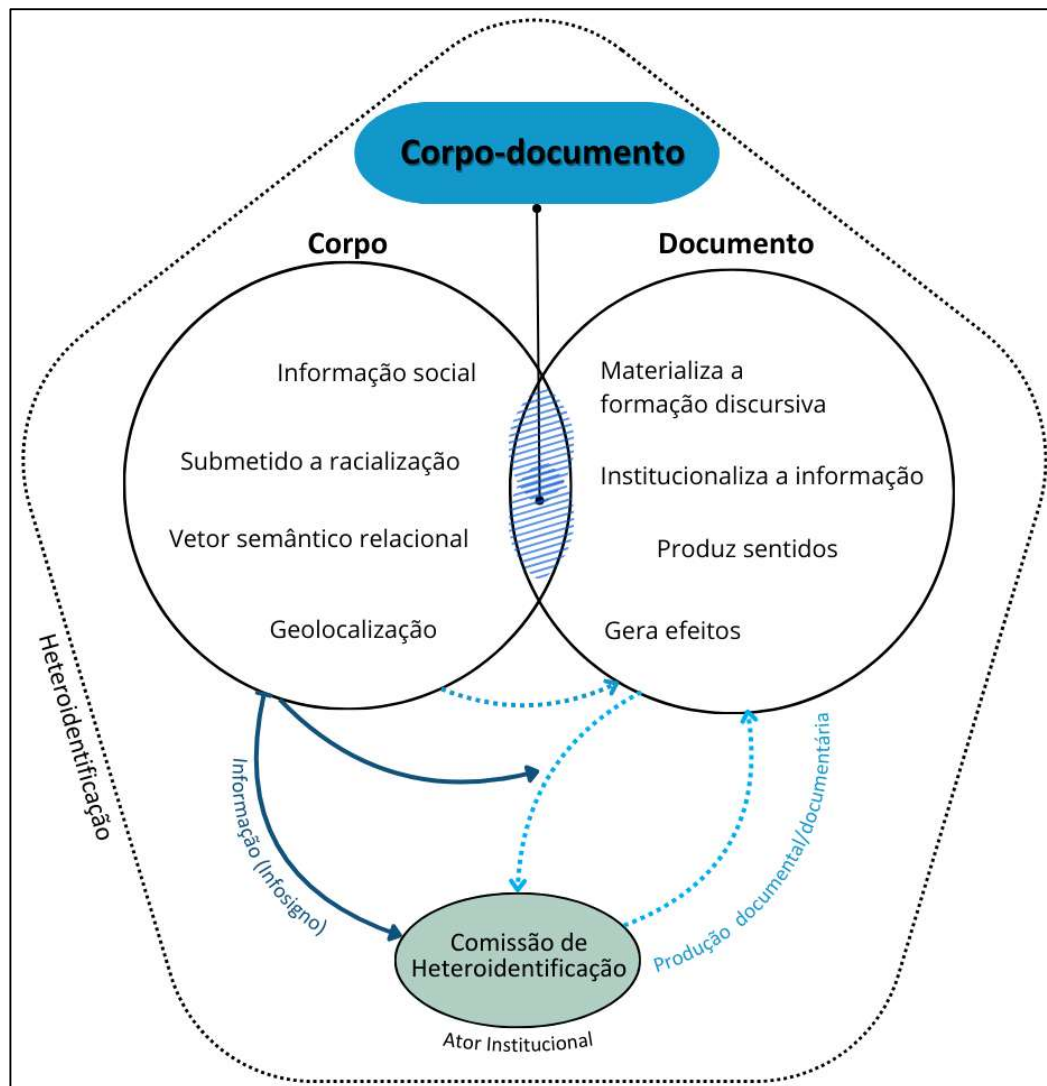 Corpo-documento
Corpo
Documento
Informação social
Submetido a racialização
Vetor semântico relacional
Geolocalização
Materializa a
formação discursiva
Institucionaliza a informação
Produz sentidos
Gera efeitos
Heteroidentificação
Informação (Infosigno)
Comissão de
Heteroidentificação
Ator Institucional
Produção documental/documentária